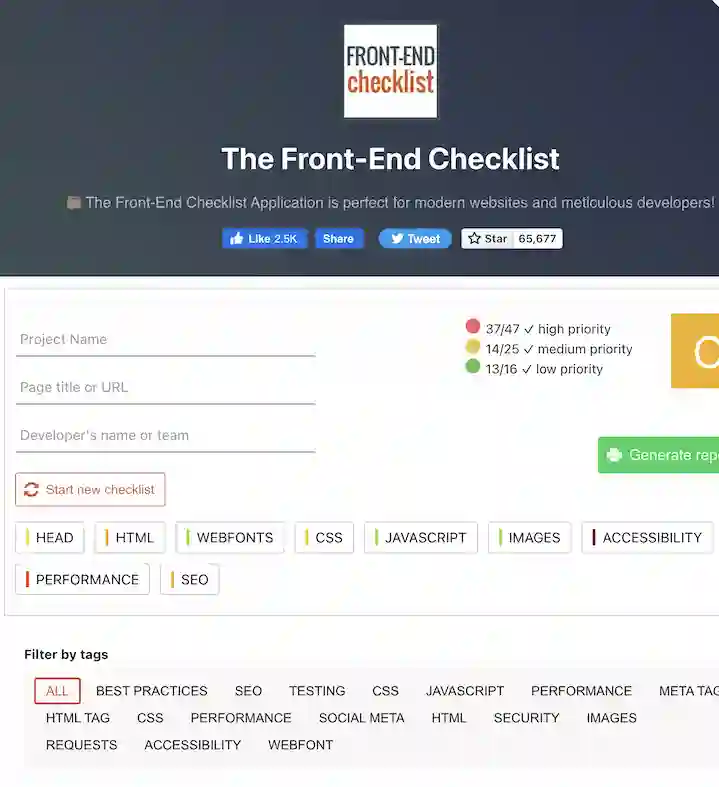 FRONT-END
checklist
The Front-End Checklist
The Front-End Checklist Application is perfect for modern websites and meticulous developers!
Like 2.5K Share Tweet Star 65,677
Project Name
37/47 ✓ high priority
14/25 ✓ medium priority
13/16 ✓ low priority
Page title or URL
Developer's name or team
Generate
Start new checklist
HEAD HTML WEBFONTS CSS JAVASCRIPT IMAGES ACCESSIBILITY
PERFORMANCE SEO
Filter by tags
ALL BEST PRACTICES SEO TESTING CSS JAVASCRIPT PERFORMANCE META
HTML TAG CSS PERFORMANCE SOCIAL META HTML SECURITY IMAGES
REQUESTS ACCESSIBILITY WEBFONT